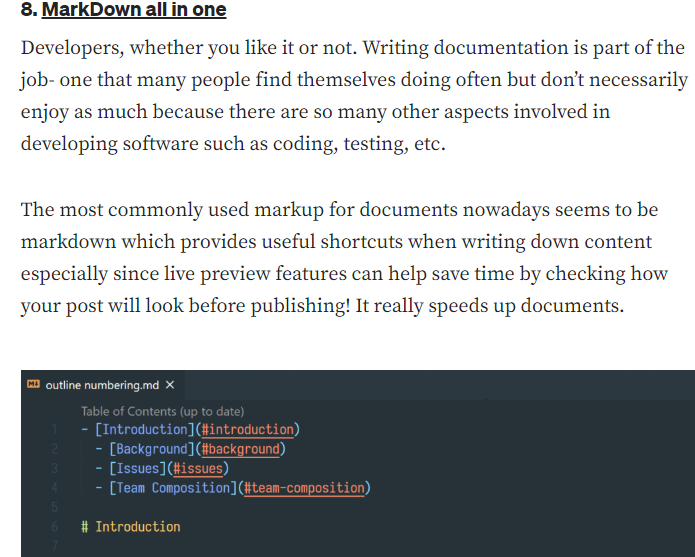 8. MarkDown all in one
Developers, whether you like it or not. Writing documentation is part of the
job- one that many people find themselves doing often but don't necessarily
enjoy as much because there are so many other aspects involved in
developing software such as coding, testing, etc.
The most commonly used markup for documents nowadays seems to be
markdown which provides useful shortcuts when writing down content
especially since live preview features can help save time by checking how
your post will look before publishing! It really speeds up documents.
outline numbering.md ×
Table of Contents (up to date)
1 - [Introduction](#introduction)
2 - [Background](#background)
3 - [Issues](#issues)
4 - [Team Composition](#team-composition)
5
6 # Introduction
7